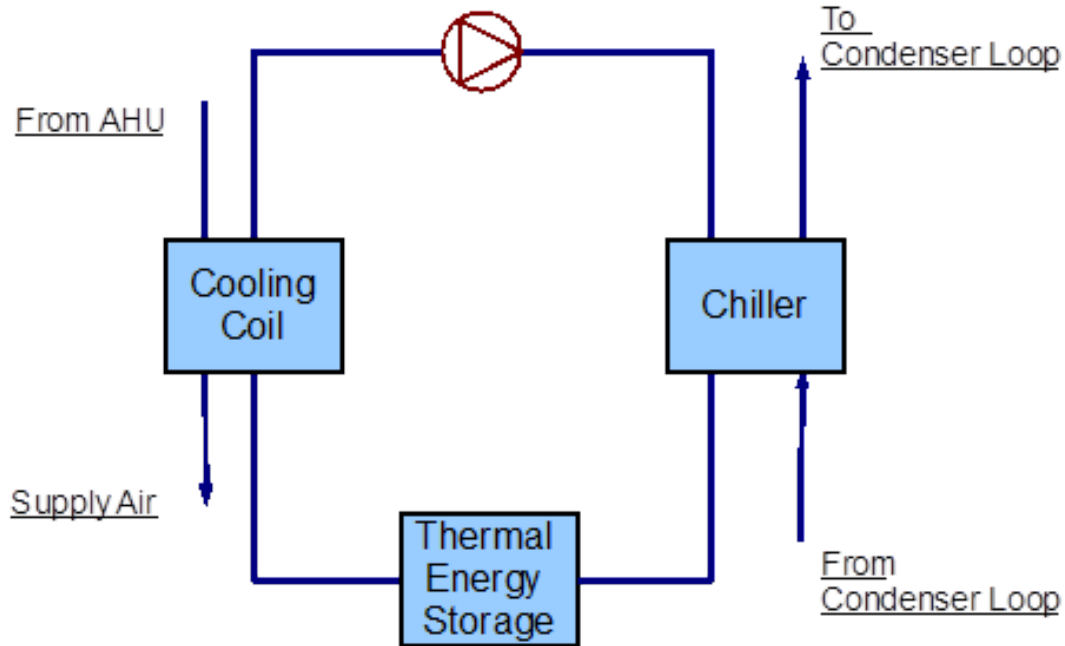 To
Condenser Loop
From AHU
Cooling
Coil
Chiller
Supply Air
Thermal
Energy
Storage
From
Condenser Loop